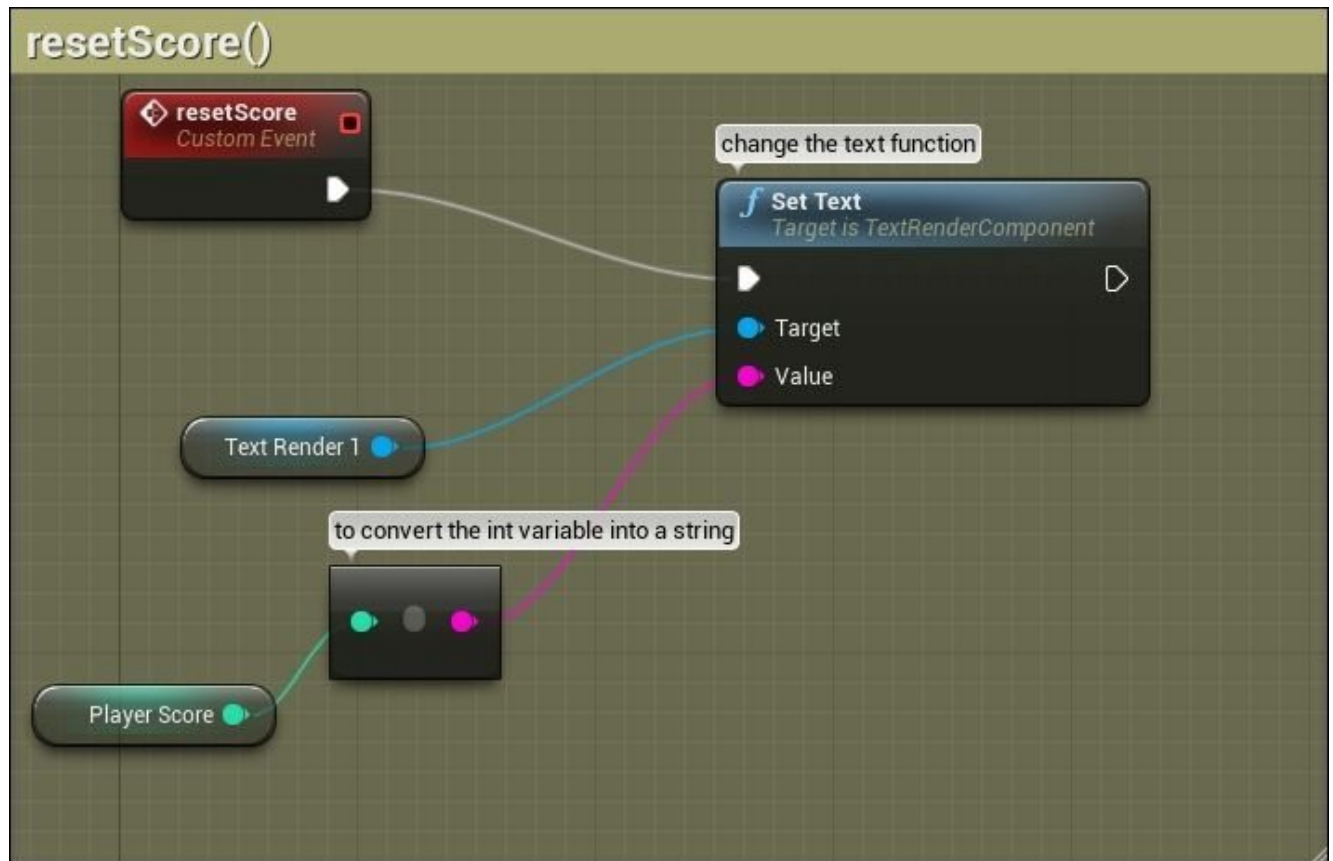 resetScore()
resetScore
Custom Event
change the text function
f Set Text
Target is TextRenderComponent
Target
Value
Text Render 1
to convert the int variable into a string
Player Score